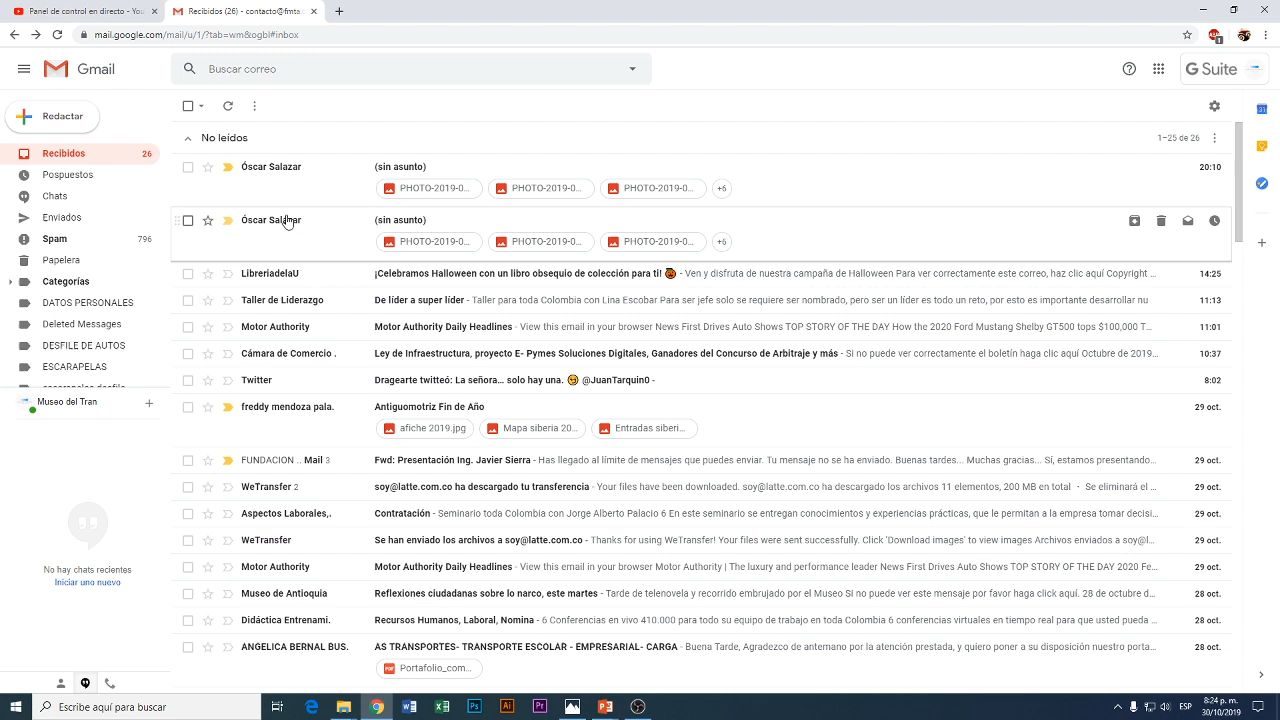 Panel de control en directo - You
Recibidos (26) - contact@fmta
mail.google.com/mail/u/1/?tab=wm&ogbl#inbox
Gmail
Buscar correo
G Suite
Redactar
No leídos
1–25 de 26
Recibidos 26
Pospuestos
Chats
Enviados
Spam 796
Papelera
Categorías
DATOS PERSONALES
Deleted Messages
DESFILE DE AUTOS
ESCARAPELAS
Museo del Tran
No hay chats recientes
Iniciar uno nuevo
Óscar Salazar (sin asunto) 20:10
PHOTO-2019-0... PHOTO-2019-0... PHOTO-2019-0... +6
Óscar Salazar (sin asunto)
PHOTO-2019-0... PHOTO-2019-0... PHOTO-2019-0... +6
LibreriadelaU ¡Celebramos Halloween con un libro obsequio de colección para ti! 🎃 - Ven y disfruta de nuestra campaña de Halloween Para ver correctamente este correo, haz clic aquí Copyright ... 14:25
Taller de Liderazgo De líder a super líder - Taller para toda Colombia con Lina Escobar Para ser jefe solo se requiere ser nombrado, pero ser un líder es todo un reto, por esto es importante desarrollar nu 11:13
Motor Authority Motor Authority Daily Headlines - View this email in your browser News First Drives Auto Shows TOP STORY OF THE DAY How the 2020 Ford Mustang Shelby GT500 tops $100,000 T... 11:01
Cámara de Comercio . Ley de Infraestructura, proyecto E- Pymes Soluciones Digitales, Ganadores del Concurso de Arbitraje y más - Si no puede ver correctamente el boletín haga clic aquí Octubre de 2019... 10:37
Twitter Dragearte twitteó: La señora... solo hay una. 😏 @JuanTarquin0 - 8:02
freddy mendoza pala. Antiguomotriz Fin de Año 29 oct.
afiche 2019.jpg Mapa siberia 20... Entradas siberi...
FUNDACION .. Mail 3 Fwd: Presentación Ing. Javier Sierra - Has llegado al límite de mensajes que puedes enviar. Tu mensaje no se ha enviado. Buenas tardes... Muchas gracias... Sí, estamos presentando... 29 oct.
WeTransfer 2 soy@latte.com.co ha descargado tu transferencia - Your files have been downloaded. soy@latte.com.co ha descargado los archivos 11 elementos, 200 MB en total · Se eliminará el ... 29 oct.
Aspectos Laborales,. Contratación - Seminario toda Colombia con Jorge Alberto Palacio 6 En este seminario se entregan conocimientos y experiencias prácticas, que le permitan a la empresa tomar decisi... 29 oct.
WeTransfer Se han enviado los archivos a soy@latte.com.co - Thanks for using WeTransfer! Your files were sent successfully. Click 'Download images' to view images Archivos enviados a soy@l... 29 oct.
Motor Authority Motor Authority Daily Headlines - View this email in your browser Motor Authority | The luxury and performance leader News First Drives Auto Shows TOP STORY OF THE DAY 2020 Fe... 29 oct.
Museo de Antioquia Reflexiones ciudadanas sobre lo narco, este martes - Tarde de telenovela y recorrido embrujado por el Museo Si no puede ver este mensaje por favor haga click aquí. 28 de octubre d... 28 oct.
Didáctica Entrenami. Recursos Humanos, Laboral, Nomina - 6 Conferencias en vivo 410.000 para todo su equipo de trabajo en toda Colombia 6 conferencias virtuales en tiempo real para que usted pueda ... 28 oct.
ANGELICA BERNAL BUS. AS TRANSPORTES- TRANSPORTE ESCOLAR - EMPRESARIAL- CARGA - Buena Tarde, Agradezco de antemano por la atención prestada, y quiero poner a su disposición nuestro porta... 28 oct.
Portafolio_com...
Escribe aquí para buscar
ESP
8:24 p. m.
30/10/2019